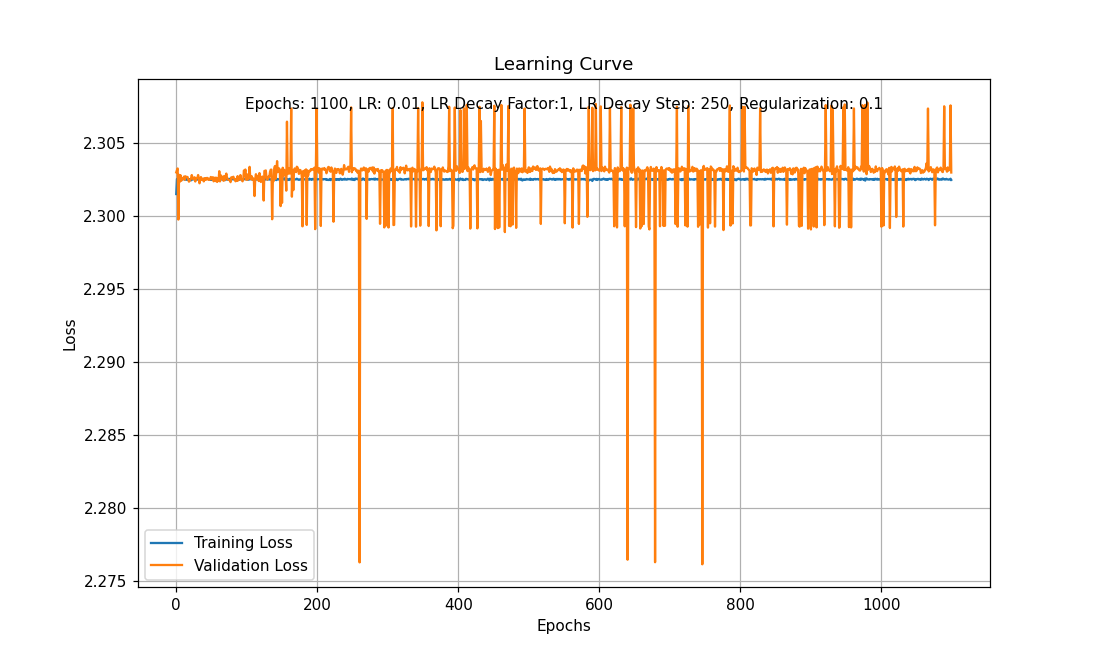 Learning Curve
Epochs: 1100, LR: 0.01, LR Decay Factor:1, LR Decay Step: 250, Regularization: 0.1
2.305
2.300
2.295
2.290
2.285
2.280
2.275
Loss
Training Loss
Validation Loss
0 200 400 600 800 1000
Epochs